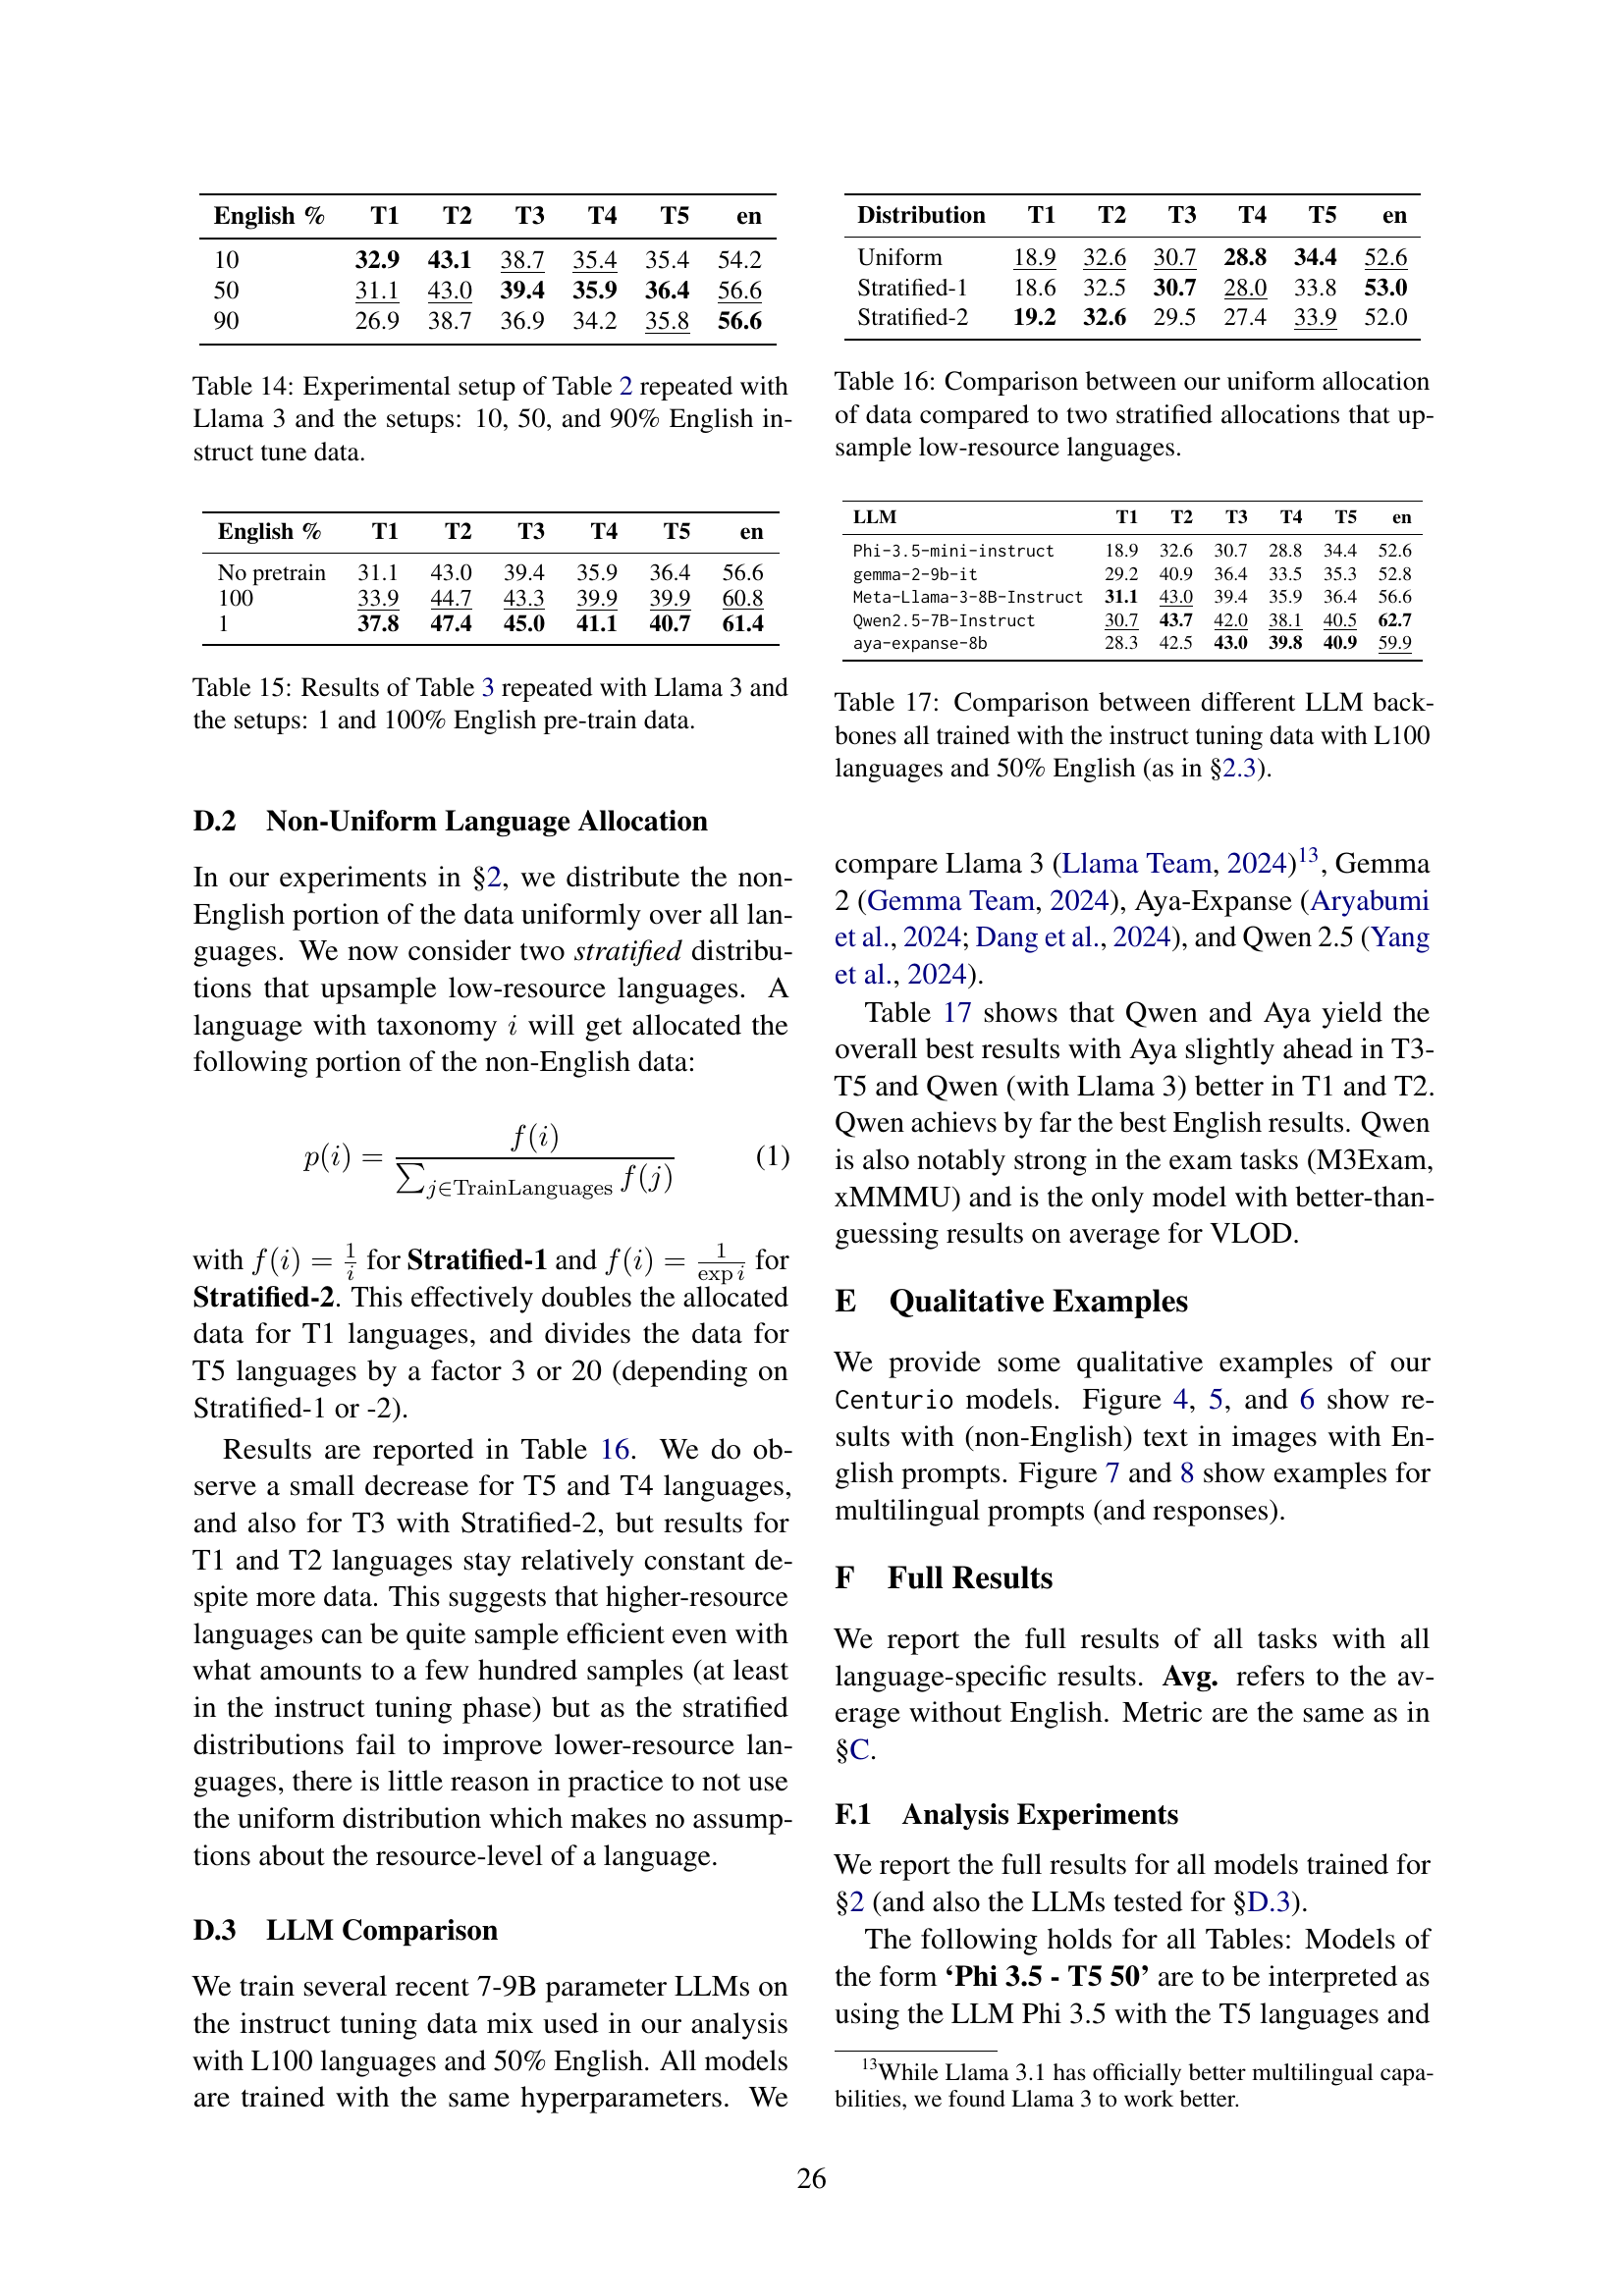 English % T1 T2 T3 T4 T5 en
10 32.9 43.1 38.7 35.4 35.4 54.2
50 31.1 43.0 39.4 35.9 36.4 56.6
90 26.9 38.7 36.9 34.2 35.8 56.6
Table 14: Experimental setup of Table 2 repeated with
Llama 3 and the setups: 10, 50, and 90% English in-
struct tune data.
English % T1 T2 T3 T4 T5 en
No pretrain 31.1 43.0 39.4 35.9 36.4 56.6
100 33.9 44.7 43.3 39.9 39.9 60.8
1 37.8 47.4 45.0 41.1 40.7 61.4
Table 15: Results of Table 3 repeated with Llama 3 and
the setups: 1 and 100% English pre-train data.
D.2 Non-Uniform Language Allocation
In our experiments in §2, we distribute the non-
English portion of the data uniformly over all lan-
guages. We now consider two stratified distribu-
tions that upsample low-resource languages. A
language with taxonomy i will get allocated the
following portion of the non-English data:
p(i) = f(i) / ∑j∈TrainLanguages f(j) (1)
with f(i) = 1/i for Stratified-1 and f(i) = 1/exp i for
Stratified-2. This effectively doubles the allocated
data for T1 languages, and divides the data for
T5 languages by a factor 3 or 20 (depending on
Stratified-1 or -2).
Results are reported in Table 16. We do ob-
serve a small decrease for T5 and T4 languages,
and also for T3 with Stratified-2, but results for
T1 and T2 languages stay relatively constant de-
spite more data. This suggests that higher-resource
languages can be quite sample efficient even with
what amounts to a few hundred samples (at least
in the instruct tuning phase) but as the stratified
distributions fail to improve lower-resource lan-
guages, there is little reason in practice to not use
the uniform distribution which makes no assump-
tions about the resource-level of a language.
D.3 LLM Comparison
We train several recent 7-9B parameter LLMs on
the instruct tuning data mix used in our analysis
with L100 languages and 50% English. All models
are trained with the same hyperparameters. We
Distribution T1 T2 T3 T4 T5 en
Uniform 18.9 32.6 30.7 28.8 34.4 52.6
Stratified-1 18.6 32.5 30.7 28.0 33.8 53.0
Stratified-2 19.2 32.6 29.5 27.4 33.9 52.0
Table 16: Comparison between our uniform allocation
of data compared to two stratified allocations that up-
sample low-resource languages.
LLM T1 T2 T3 T4 T5 en
Phi-3.5-mini-instruct 18.9 32.6 30.7 28.8 34.4 52.6
gemma-2-9b-it 29.2 40.9 36.4 33.5 35.3 52.8
Meta-Llama-3-8B-Instruct 31.1 43.0 39.4 35.9 36.4 56.6
Qwen2.5-7B-Instruct 30.7 43.7 42.0 38.1 40.5 62.7
aya-expanse-8b 28.3 42.5 43.0 39.8 40.9 59.9
Table 17: Comparison between different LLM back-
bones all trained with the instruct tuning data with L100
languages and 50% English (as in §2.3).
compare Llama 3 (Llama Team, 2024)13, Gemma
2 (Gemma Team, 2024), Aya-Expanse (Aryabumi
et al., 2024; Dang et al., 2024), and Qwen 2.5 (Yang
et al., 2024).
Table 17 shows that Qwen and Aya yield the
overall best results with Aya slightly ahead in T3-
T5 and Qwen (with Llama 3) better in T1 and T2.
Qwen achievs by far the best English results. Qwen
is also notably strong in the exam tasks (M3Exam,
xMMMU) and is the only model with better-than-
guessing results on average for VLOD.
E Qualitative Examples
We provide some qualitative examples of our
Centurio models. Figure 4, 5, and 6 show re-
sults with (non-English) text in images with En-
glish prompts. Figure 7 and 8 show examples for
multilingual prompts (and responses).
F Full Results
We report the full results of all tasks with all
language-specific results. Avg. refers to the av-
erage without English. Metric are the same as in
§C.
F.1 Analysis Experiments
We report the full results for all models trained for
§2 (and also the LLMs tested for §D.3).
The following holds for all Tables: Models of
the form ‘Phi 3.5 - T5 50’ are to be interpreted as
using the LLM Phi 3.5 with the T5 languages and
13While Llama 3.1 has officially better multilingual capa-
bilities, we found Llama 3 to work better.
26